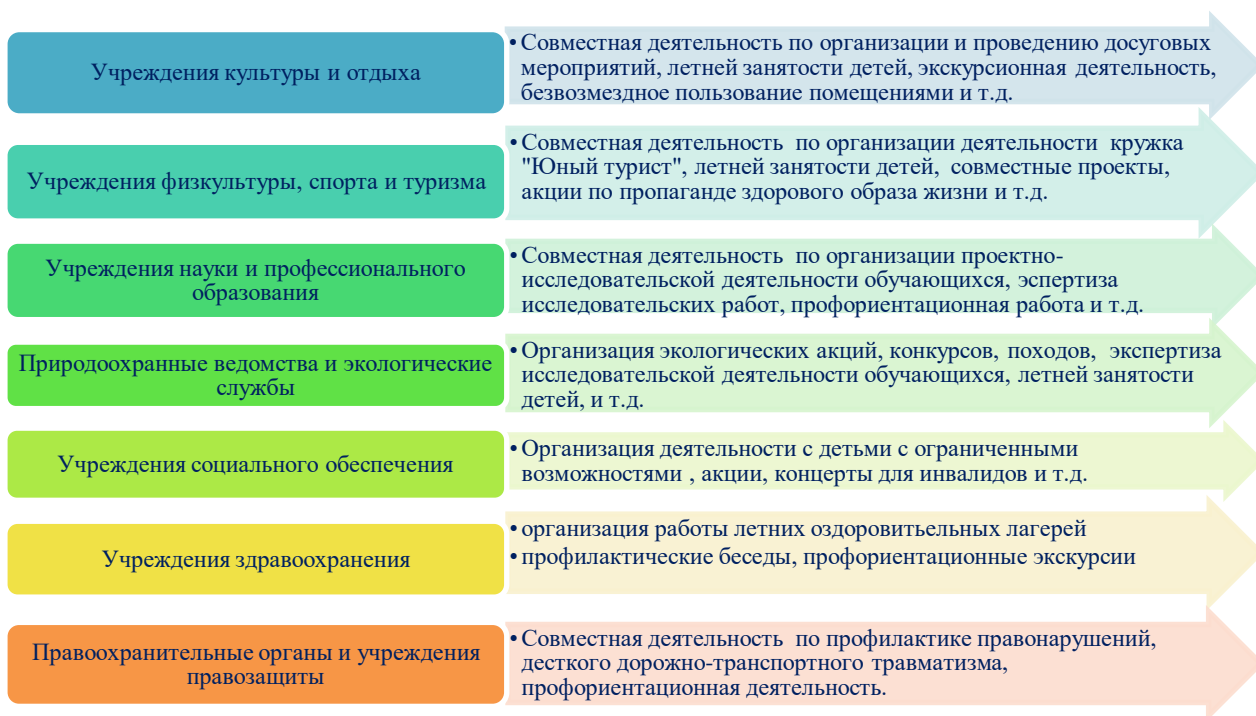 Учреждения культуры и отдыха
• Совместная деятельность по организации и проведению досуговых
мероприятий, летней занятости детей, экскурсионная деятельность,
безвозмездное пользование помещениями и т.д.
Учреждения физкультуры, спорта и туризма
• Совместная деятельность по организации деятельности кружка
"Юный турист", летней занятости детей, совместные проекты,
акции по пропаганде здорового образа жизни и т.д.
Учреждения науки и профессионального
образования
• Совместная деятельность по организации проектно-
исследовательской деятельности обучающихся, эспертиза
исследовательских работ, профориентационная работа и т.д.
Природоохранные ведомства и экологические
службы
• Организация экологических акций, конкурсов, походов, экспертиза
исследовательской деятельности обучающихся, летней занятости
детей, и т.д.
Учреждения социального обеспечения
• Организация деятельности с детьми с ограниченными
возможностями , акции, концерты для инвалидов и т.д.
Учреждения здравоохранения
• организация работы летних оздоровитьельных лагерей
• профилактические беседы, профориентационные экскурсии
Правоохранительные органы и учреждения
правозащиты
• Совместная деятельность по профилактике правонарушений,
десткого дорожно-транспортного травматизма,
профориентационная деятельность.